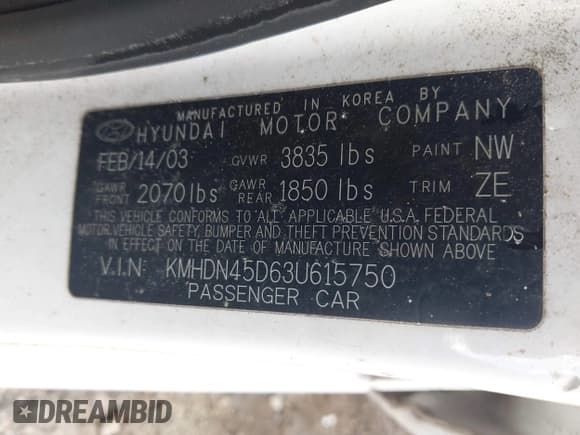 MANUFACTURED IN KOREA BY
HYUNDAI MOTOR COMPANY
FEB/14/03 GVWR 3835 lbs PAINT NW
GAWR FRONT 2070 lbs GAWR REAR 1850 lbs TRIM ZE
THIS VEHICLE CONFORMS TO ALL APPLICABLE U.S.A. FEDERAL
MOTOR VEHICLE SAFETY, BUMPER AND THEFT PREVENTION STANDARDS
IN EFFECT ON THE DATE OF MANUFACTURE SHOWN ABOVE
V.I.N. KMHDN45D63U615750
PASSENGER CAR
DREAMBID